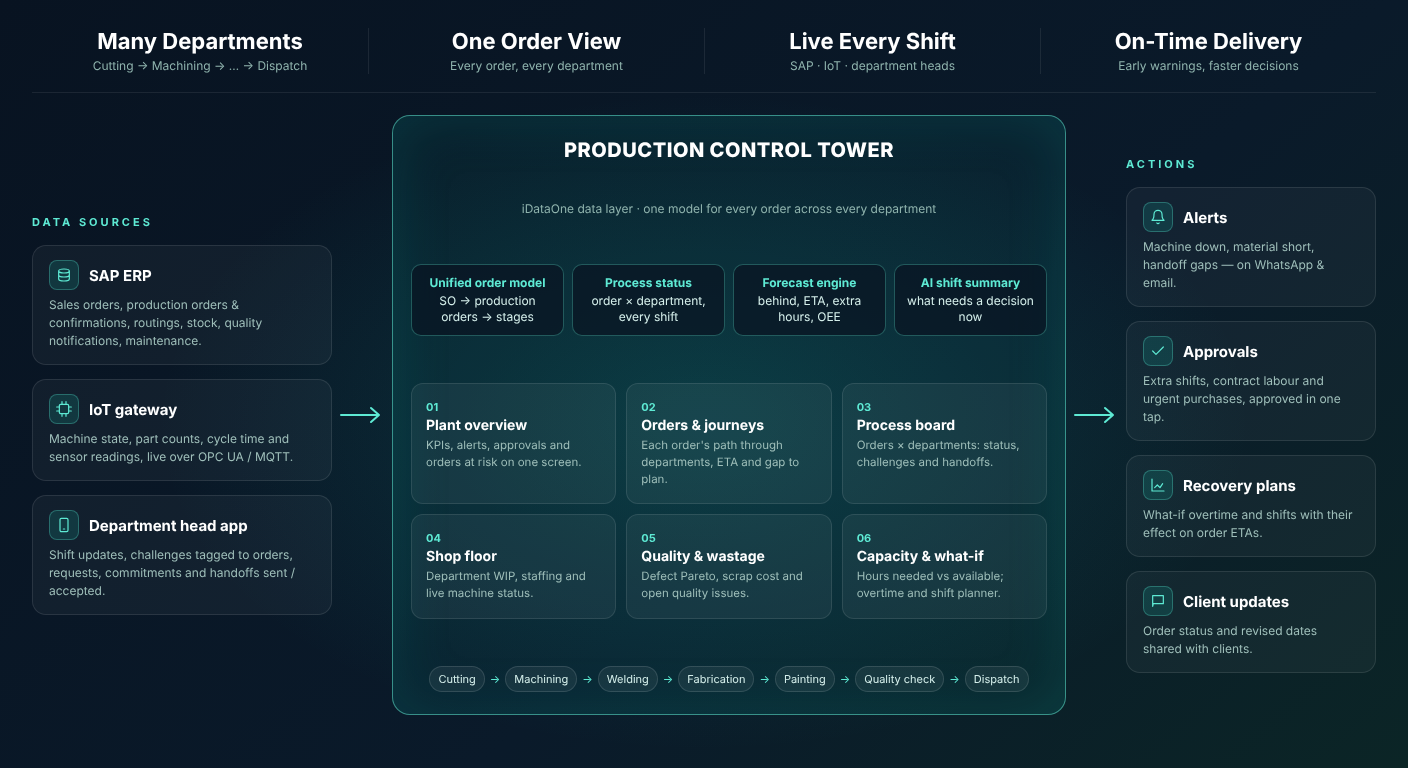 Many Departments
Cutting → Machining → ... → Dispatch
One Order View
Every order, every department
Live Every Shift
SAP · IoT · department heads
On-Time Delivery
Early warnings, faster decisions
DATA SOURCES
SAP ERP
Sales orders, production orders &
confirmations, routings, stock, quality
notifications, maintenance.
IoT gateway
Machine state, part counts, cycle time and
sensor readings, live over OPC UA / MQTT.
Department head app
Shift updates, challenges tagged to orders,
requests, commitments and handoffs sent /
accepted.
PRODUCTION CONTROL TOWER
iDataOne data layer · one model for every order across every department
Unified order model
SO → production
orders → stages
Process status
order × department,
every shift
Forecast engine
behind, ETA, extra
hours, OEE
AI shift summary
what needs a decision
now
01
Plant overview
KPIs, alerts, approvals and
orders at risk on one screen.
02
Orders & journeys
Each order's path through
departments, ETA and gap to
plan.
03
Process board
Orders × departments: status,
challenges and handoffs.
04
Shop floor
Department WIP, staffing and
live machine status.
05
Quality & wastage
Defect Pareto, scrap cost and
open quality issues.
06
Capacity & what-if
Hours needed vs available;
overtime and shift planner.
Cutting → Machining → Welding → Fabrication → Painting → Quality check → Dispatch
ACTIONS
Alerts
Machine down, material short,
handoff gaps — on WhatsApp &
email.
Approvals
Extra shifts, contract labour and
urgent purchases, approved in one
tap.
Recovery plans
What-if overtime and shifts with their
effect on order ETAs.
Client updates
Order status and revised dates
shared with clients.